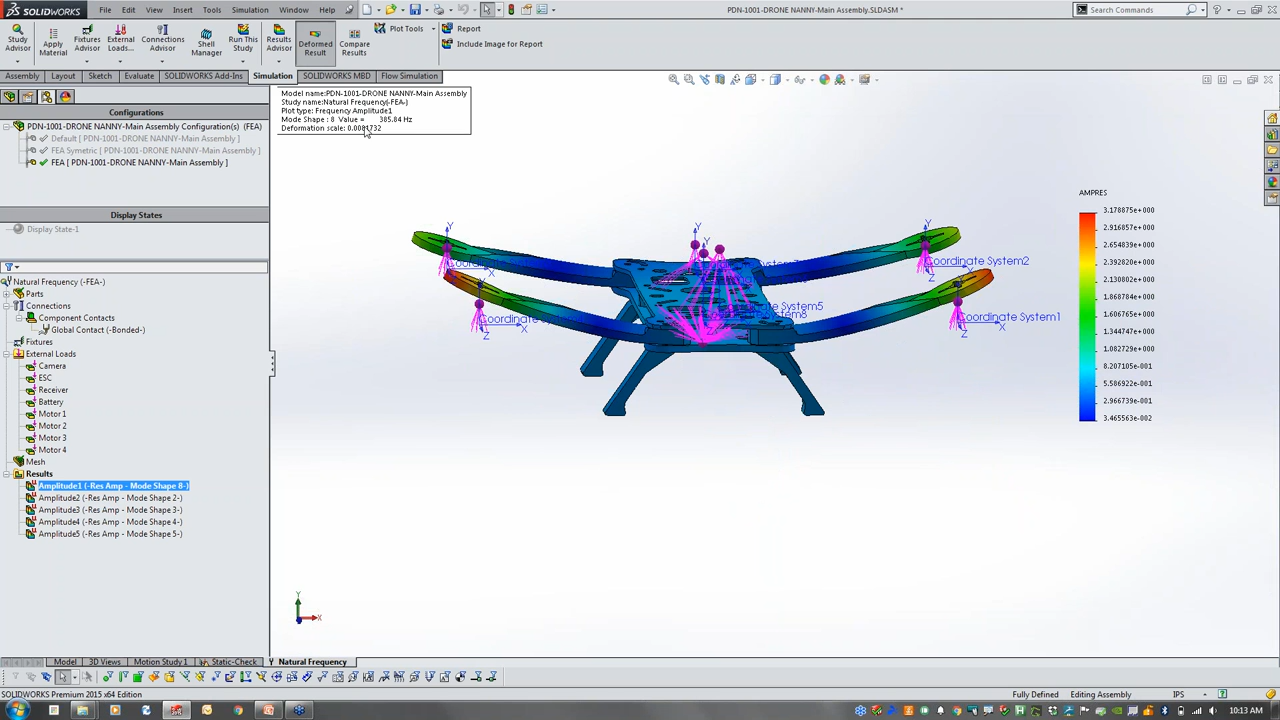 SOLIDWORKS
File Edit View Insert Tools Simulation Window Help
PDN-1001-DRONE NANNY-Main Assembly.SLDASM *
Search Commands
Study Advisor
Apply Material
Fixtures Advisor
External Loads...
Connections Advisor
Shell Manager
Run This Study
Results Advisor
Deformed Result
Compare Results
Plot Tools
Report
Include Image for Report
Assembly Layout Sketch Evaluate SOLIDWORKS Add-Ins Simulation SOLIDWORKS MBD Flow Simulation
Configurations
PDN-1001-DRONE NANNY-Main Assembly Configuration(s) (FEA)
Default [ PDN-1001-DRONE NANNY-Main Assembly ]
FEA Symetric [ PDN-1001-DRONE NANNY-Main Assembly ]
FEA [ PDN-1001-DRONE NANNY-Main Assembly ]
Display States
Display State-1
Natural Frequency (-FEA-)
Parts
Connections
Component Contacts
Global Contact (-Bonded-)
Fixtures
External Loads
Camera
ESC
Receiver
Battery
Motor 1
Motor 2
Motor 3
Motor 4
Mesh
Results
Amplitude1 (-Res Amp - Mode Shape 8-)
Amplitude2 (-Res Amp - Mode Shape 2-)
Amplitude3 (-Res Amp - Mode Shape 3-)
Amplitude4 (-Res Amp - Mode Shape 4-)
Amplitude5 (-Res Amp - Mode Shape 5-)
Model name:PDN-1001-DRONE NANNY-Main Assembly
Study name:Natural Frequency(-FEA-)
Plot type: Frequency Amplitude1
Mode Shape : 8 Value = 385.84 Hz
Deformation scale: 0.0081732
Coordinate System2
Coordinate System5
Coordinate System8
Coordinate System1
AMPRES
3.178875e+000
2.916857e+000
2.654839e+000
2.392821e+000
2.130803e+000
1.868784e+000
1.606765e+000
1.344747e+000
1.082729e+000
8.207105e-001
5.586922e-001
2.966739e-001
3.465563e-002
Model 3D Views Motion Study 1 Static-Check Natural Frequency
SOLIDWORKS Premium 2015 x64 Edition
Fully Defined Editing Assembly IPS
10:13 AM